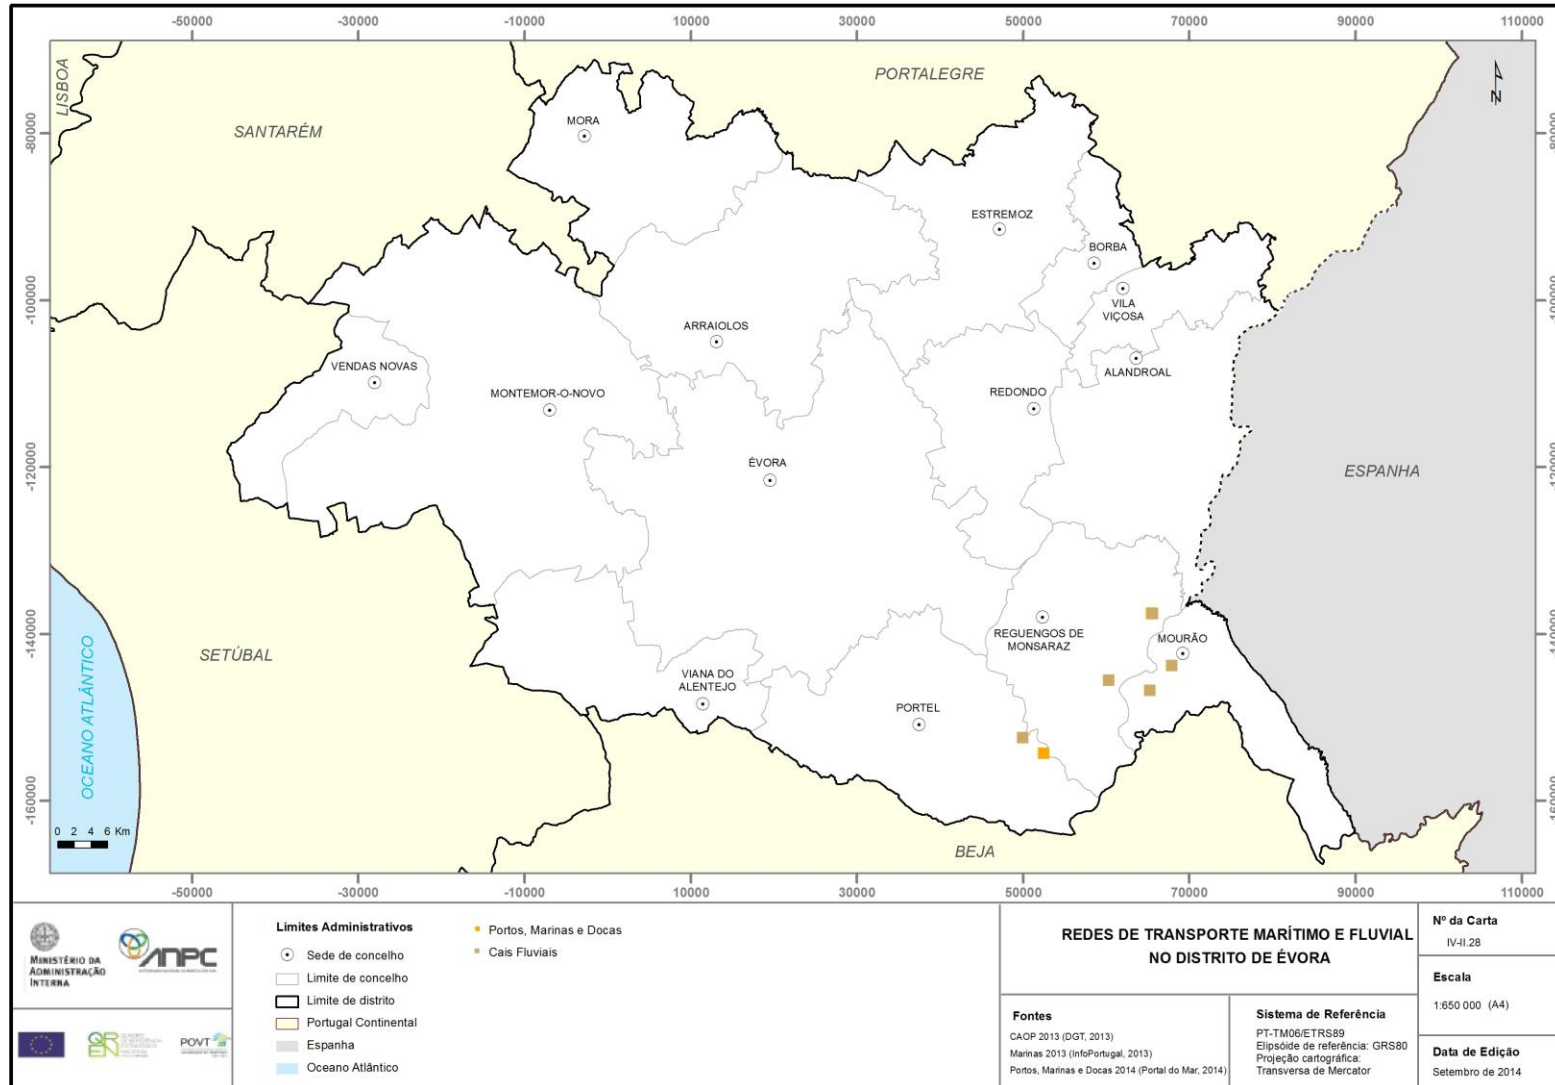 -50000 -30000 -10000 10000 30000 50000 70000 90000 110000
LISBOA
SANTARÉM
PORTALEGRE
N
-80000
-80000
MORA
ESTREMOZ
BORBA
-100000
-100000
VILA
VIÇOSA
ARRAIOLOS
ALANDROAL
VENDAS NOVAS
MONTEMOR-O-NOVO
REDONDO
ÉVORA
ESPANHA
-120000
-120000
-140000
-140000
OCEANO ATLÂNTICO
SETÚBAL
REGUENGOS DE
MONSARAZ
MOURÃO
VIANA DO
ALENTEJO
PORTEL
-160000
-160000
0 2 4 6 Km
BEJA
-50000 -30000 -10000 10000 30000 50000 70000 90000 110000
MINISTÉRIO DA
ADMINISTRAÇÃO
INTERNA
ANPC
QREN
POVT
Limites Administrativos
Sede de concelho
Limite de concelho
Limite de distrito
Portugal Continental
Espanha
Oceano Atlântico
Portos, Marinas e Docas
Cais Fluviais
REDES DE TRANSPORTE MARÍTIMO E FLUVIAL
NO DISTRITO DE ÉVORA
Fontes
CAOP 2013 (DGT, 2013)
Marinas 2013 (InfoPortugal, 2013)
Portos, Marinas e Docas 2014 (Portal do Mar, 2014)
Sistema de Referência
PT-TM06/ETRS89
Elipsóide de referência: GRS80
Projeção cartográfica:
Transversa de Mercator
Nº da Carta
IV-II.28
Escala
1:650 000 (A4)
Data de Edição
Setembro de 2014